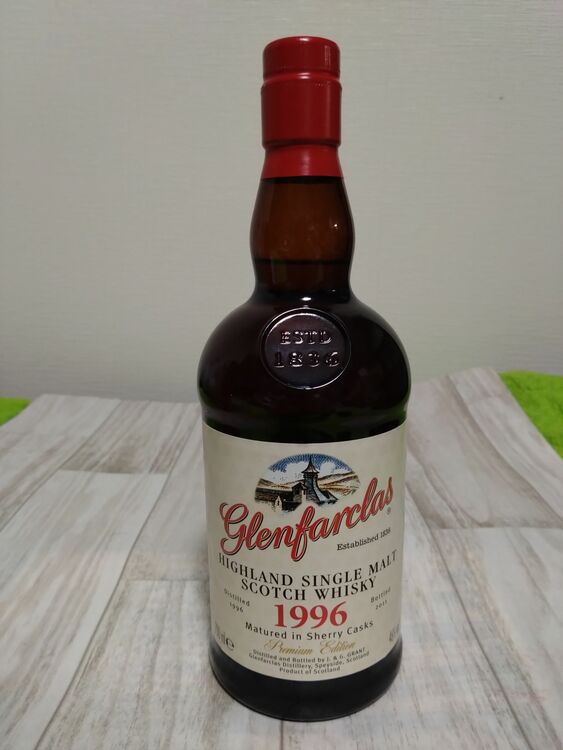 ESTD
1836
Glenfarclas
Established 1836
HIGHLAND SINGLE MALT
SCOTCH WHISKY
Distilled
1996
Bottled
2011
1996
Matured in Sherry Casks
Premium Edition
Distilled and Bottled by J. & G. GRANT
Glenfarclas Distillery, Speyside, Scotland
Product of Scotland